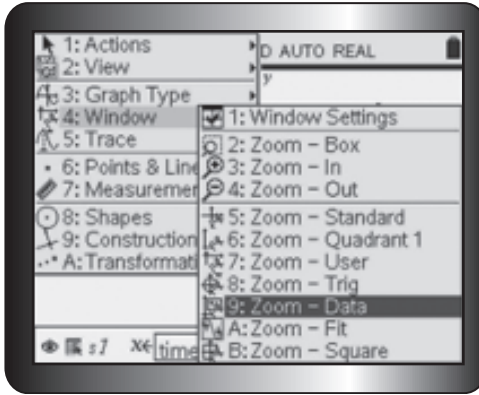 1: Actions
D AUTO REAL
2: View
y
3: Graph Type
4: Window
1: Window Settings
5: Trace
2: Zoom – Box
6: Points & Line
3: Zoom – In
7: Measuremer
4: Zoom – Out
8: Shapes
5: Zoom – Standard
9: Construction
6: Zoom – Quadrant 1
A: Transformati
7: Zoom – User
8: Zoom – Trig
9: Zoom – Data
A: Zoom – Fit
s1 x∈ time
B: Zoom – Square